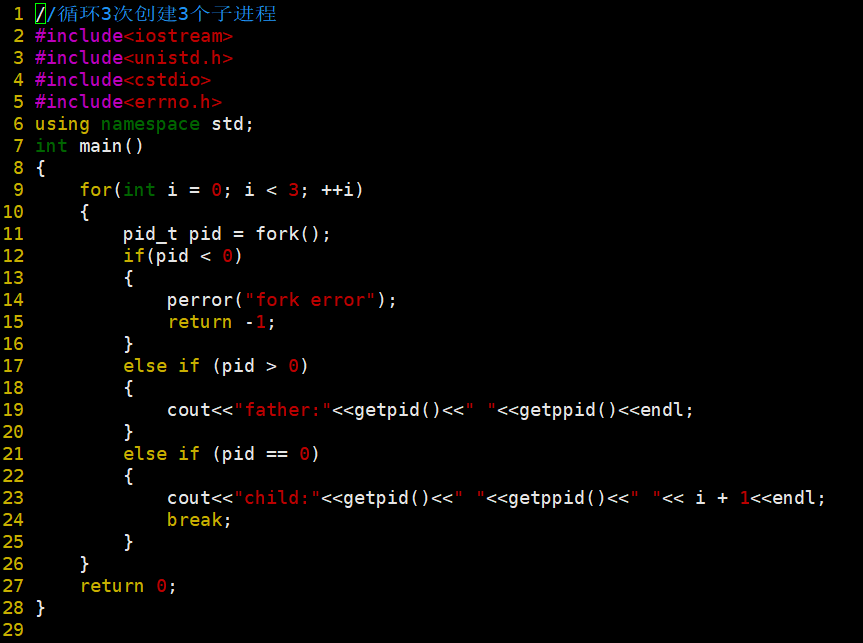 1 //循环3次创建3个子进程
2 #include<iostream>
3 #include<unistd.h>
4 #include<cstdio>
5 #include<errno.h>
6 using namespace std;
7 int main()
8 {
9     for(int i = 0; i < 3; ++i)
10     {
11         pid_t pid = fork();
12         if(pid < 0)
13         {
14             perror("fork error");
15             return -1;
16         }
17         else if (pid > 0)
18         {
19             cout<<"father:"<<getpid()<<" "<<getppid()<<endl;
20         }
21         else if (pid == 0)
22         {
23             cout<<"child:"<<getpid()<<" "<<getppid()<<" "<< i + 1<<endl;
24             break;
25         }
26     }
27     return 0;
28 }
29